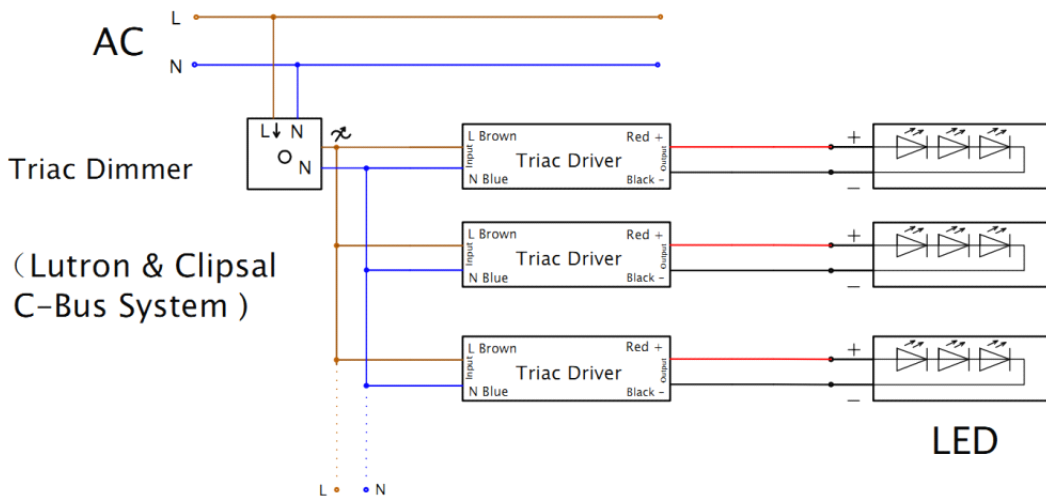 L
AC
N
L N
N
Triac Dimmer
（Lutron & Clipsal
C-Bus System )
L Brown
Input
N Blue
Triac Driver
Red +
Output
Black -
+
-
L Brown
Input
N Blue
Triac Driver
Red +
Output
Black -
+
-
L Brown
Input
N Blue
Triac Driver
Red +
Output
Black -
+
-
LED
L N